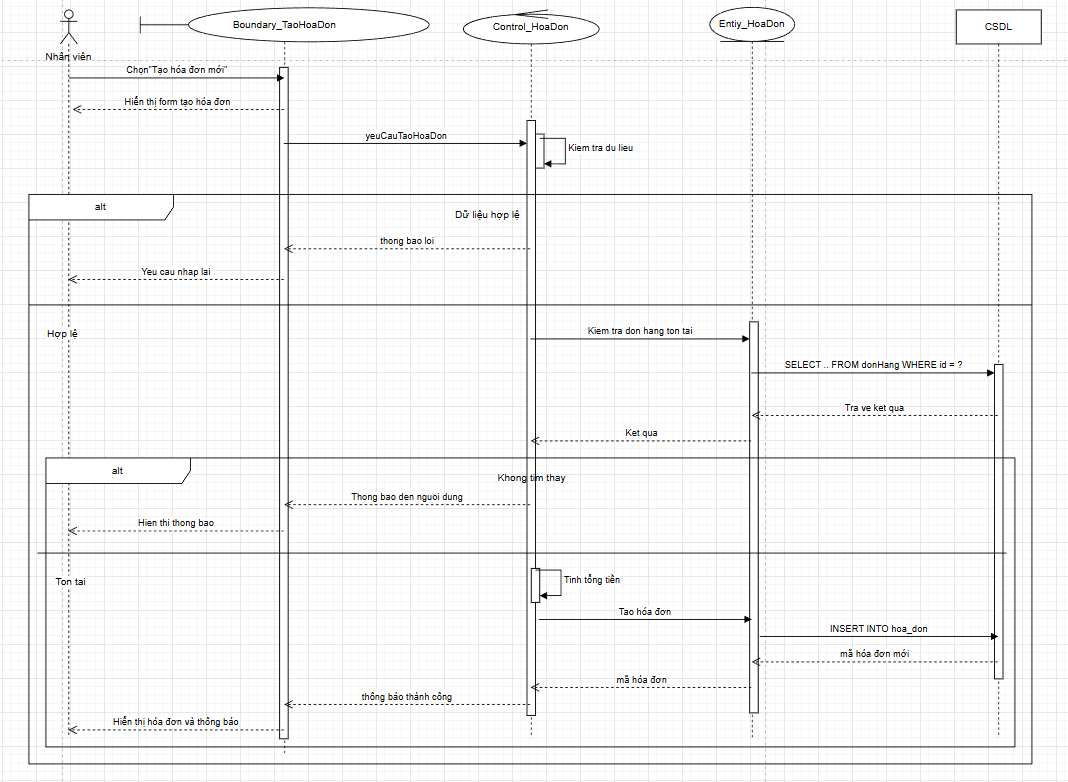 Boundary_TaoHoaDon
Control_HoaDon
Entiy_HoaDon
CSDL
Nhân viên
Chọn"Tạo hóa đơn mới"
Hiển thị form tạo hóa đơn
yeuCauTaoHoaDon
Kiem tra du lieu
alt
Dữ liệu hợp lệ
thong bao loi
Yeu cau nhap lai
Hợp lệ
Kiem tra don hang ton tai
SELECT .. FROM donHang WHERE id = ?
Tra ve ket qua
Ket qua
alt
Khong tim thay
Thong bao den nguoi dung
Hien thi thong bao
Ton tai
Tinh tổng tiền
Tao hóa đơn
INSERT INTO hoa_don
mã hóa đơn mới
mã hóa đơn
thông báo thành công
Hiển thị hóa đơn và thông báo